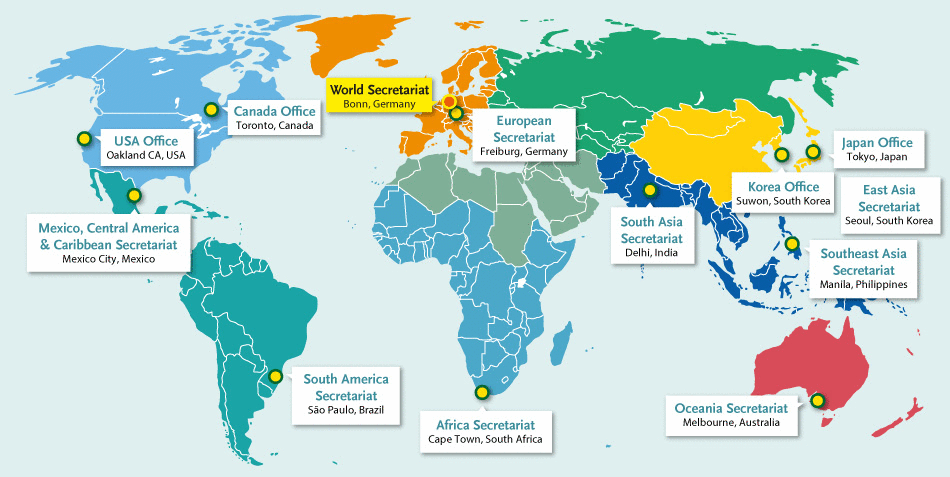 World Secretariat
Bonn, Germany
Canada Office
Toronto, Canada
European
Secretariat
Freiburg, Germany
USA Office
Oakland CA, USA
Japan Office
Tokyo, Japan
Korea Office
Suwon, South Korea
East Asia
Secretariat
Seoul, South Korea
Mexico, Central America
& Caribbean Secretariat
Mexico City, Mexico
South Asia
Secretariat
Delhi, India
Southeast Asia
Secretariat
Manila, Philippines
South America
Secretariat
São Paulo, Brazil
Africa Secretariat
Cape Town, South Africa
Oceania Secretariat
Melbourne, Australia